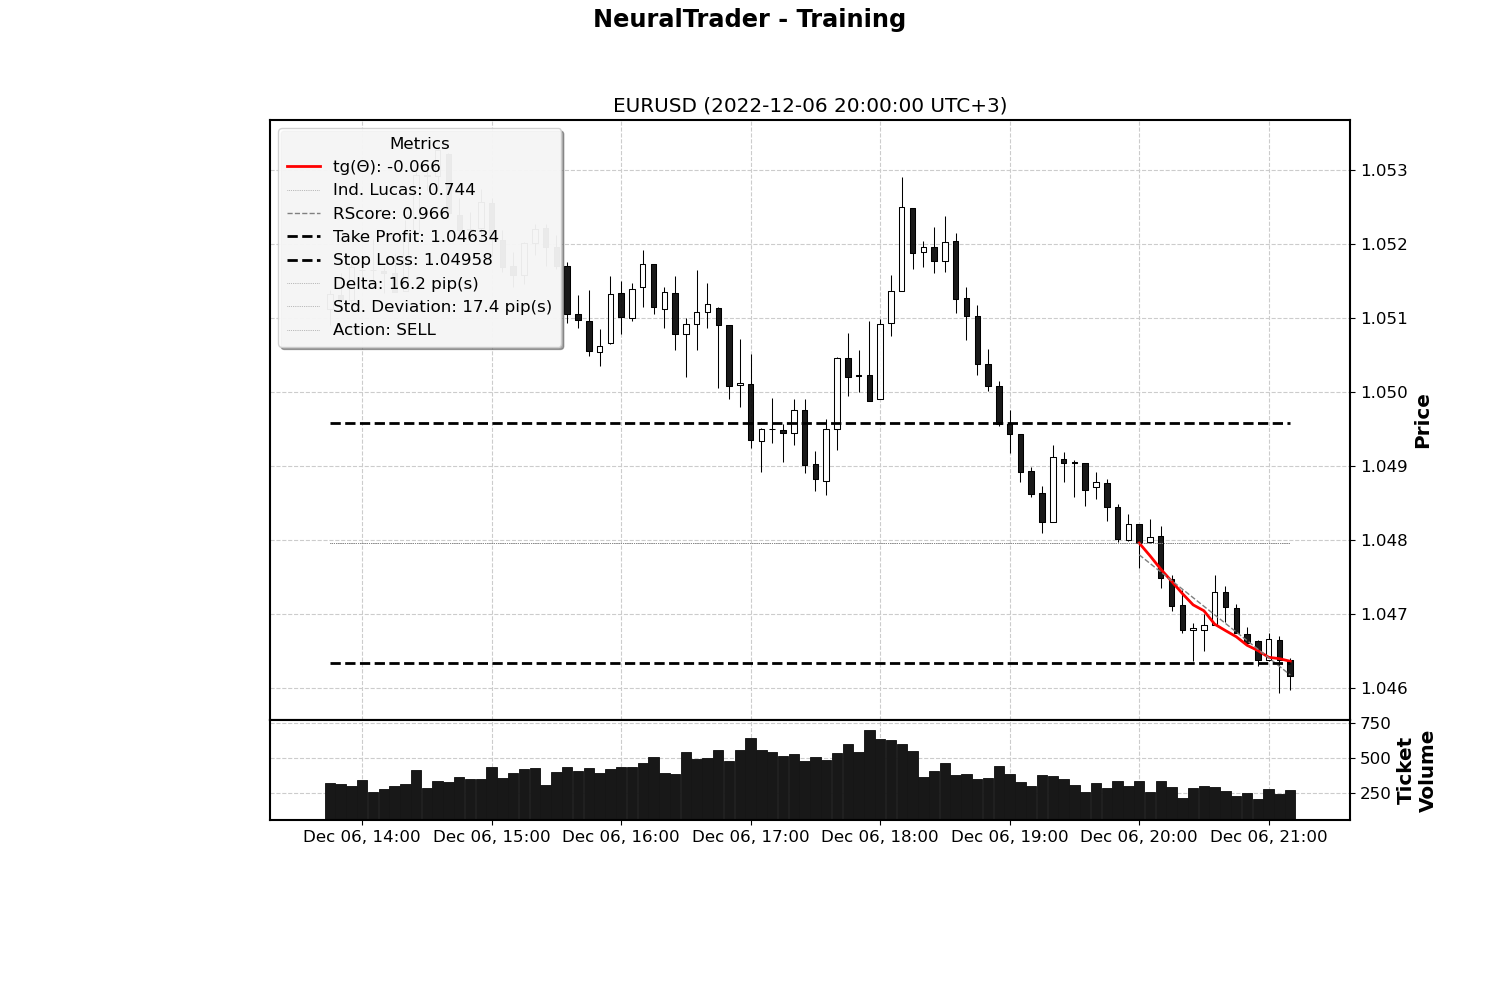 NeuralTrader - Training
EURUSD (2022-12-06 20:00:00 UTC+3)
Metrics
tg(Θ): -0.066
Ind. Lucas: 0.744
RScore: 0.966
Take Profit: 1.04634
Stop Loss: 1.04958
Delta: 16.2 pip(s)
Std. Deviation: 17.4 pip(s)
Action: SELL
1.053
1.052
1.051
1.050
1.049
1.048
1.047
1.046
Price
750
500
250
Ticket
Volume
Dec 06, 14:00 Dec 06, 15:00 Dec 06, 16:00 Dec 06, 17:00 Dec 06, 18:00 Dec 06, 19:00 Dec 06, 20:00 Dec 06, 21:00